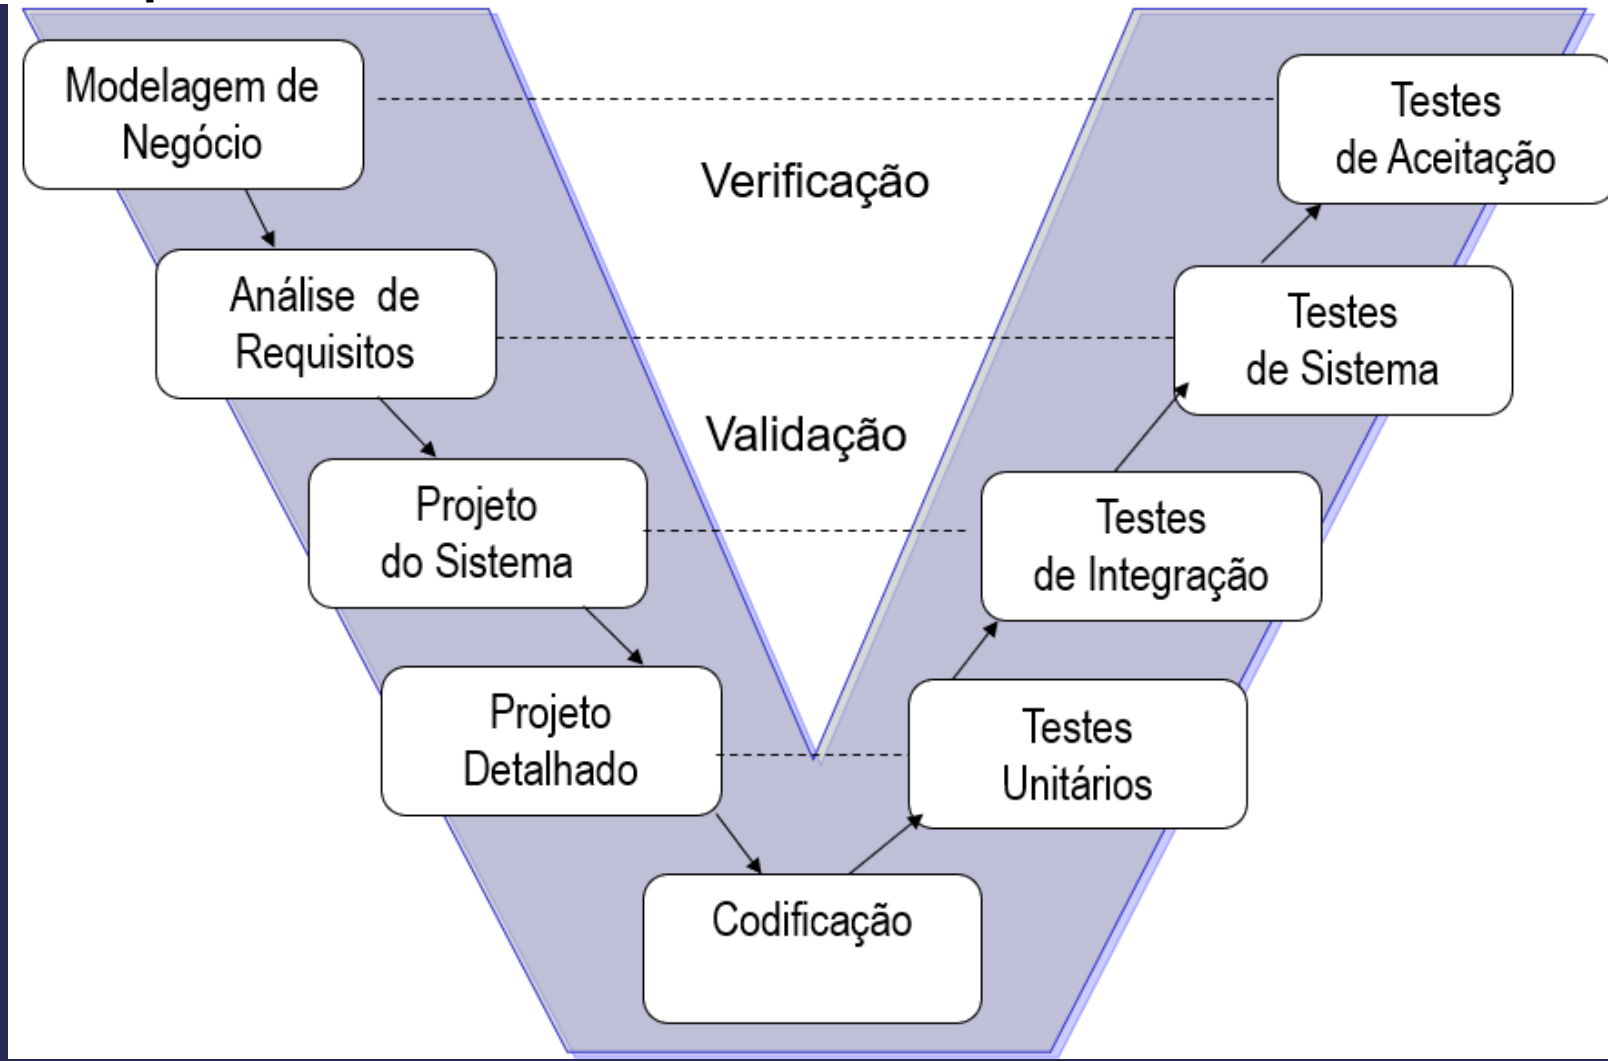 Modelagem de
Negócio
Testes
de Aceitação
Verificação
Análise de
Requisitos
Testes
de Sistema
Validação
Projeto
do Sistema
Testes
de Integração
Projeto
Detalhado
Testes
Unitários
Codificação